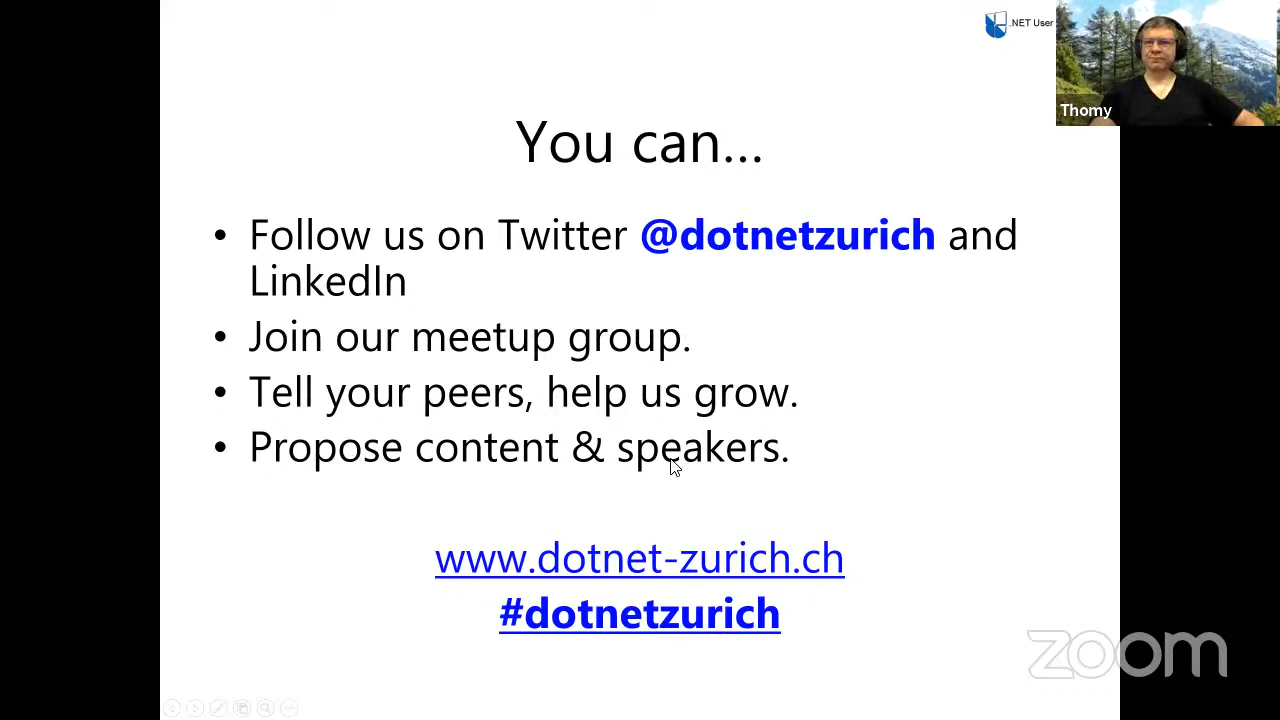 .NET User
Thomy
You can...
• Follow us on Twitter @dotnetzurich and
LinkedIn
• Join our meetup group.
• Tell your peers, help us grow.
• Propose content & speakers.
www.dotnet-zurich.ch
#dotnetzurich
zoom